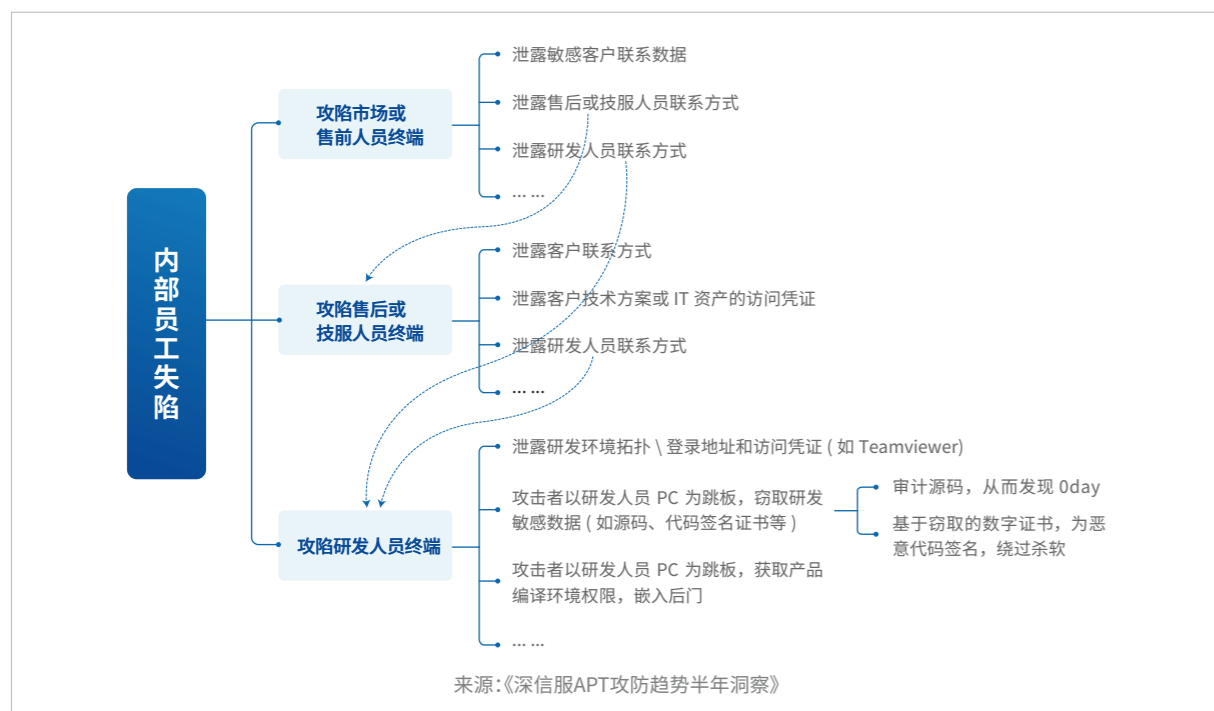 内部员工失陷
攻陷市场或
售前人员终端
泄露敏感客户联系数据
泄露售后或技服人员联系方式
泄露研发人员联系方式
... ...
攻陷售后或
技服人员终端
泄露客户联系方式
泄露客户技术方案或 IT 资产的访问凭证
泄露研发人员联系方式
... ...
攻陷研发人员终端
泄露研发环境拓扑 \ 登录地址和访问凭证 ( 如 Teamviewer)
攻击者以研发人员 PC 为跳板，窃取研发
敏感数据 ( 如源码、代码签名证书等 )
审计源码，从而发现 0day
基于窃取的数字证书，为恶
意代码签名，绕过杀软
攻击者以研发人员 PC 为跳板，获取产品
编译环境权限，嵌入后门
... ...
来源：《深信服APT攻防趋势半年洞察》